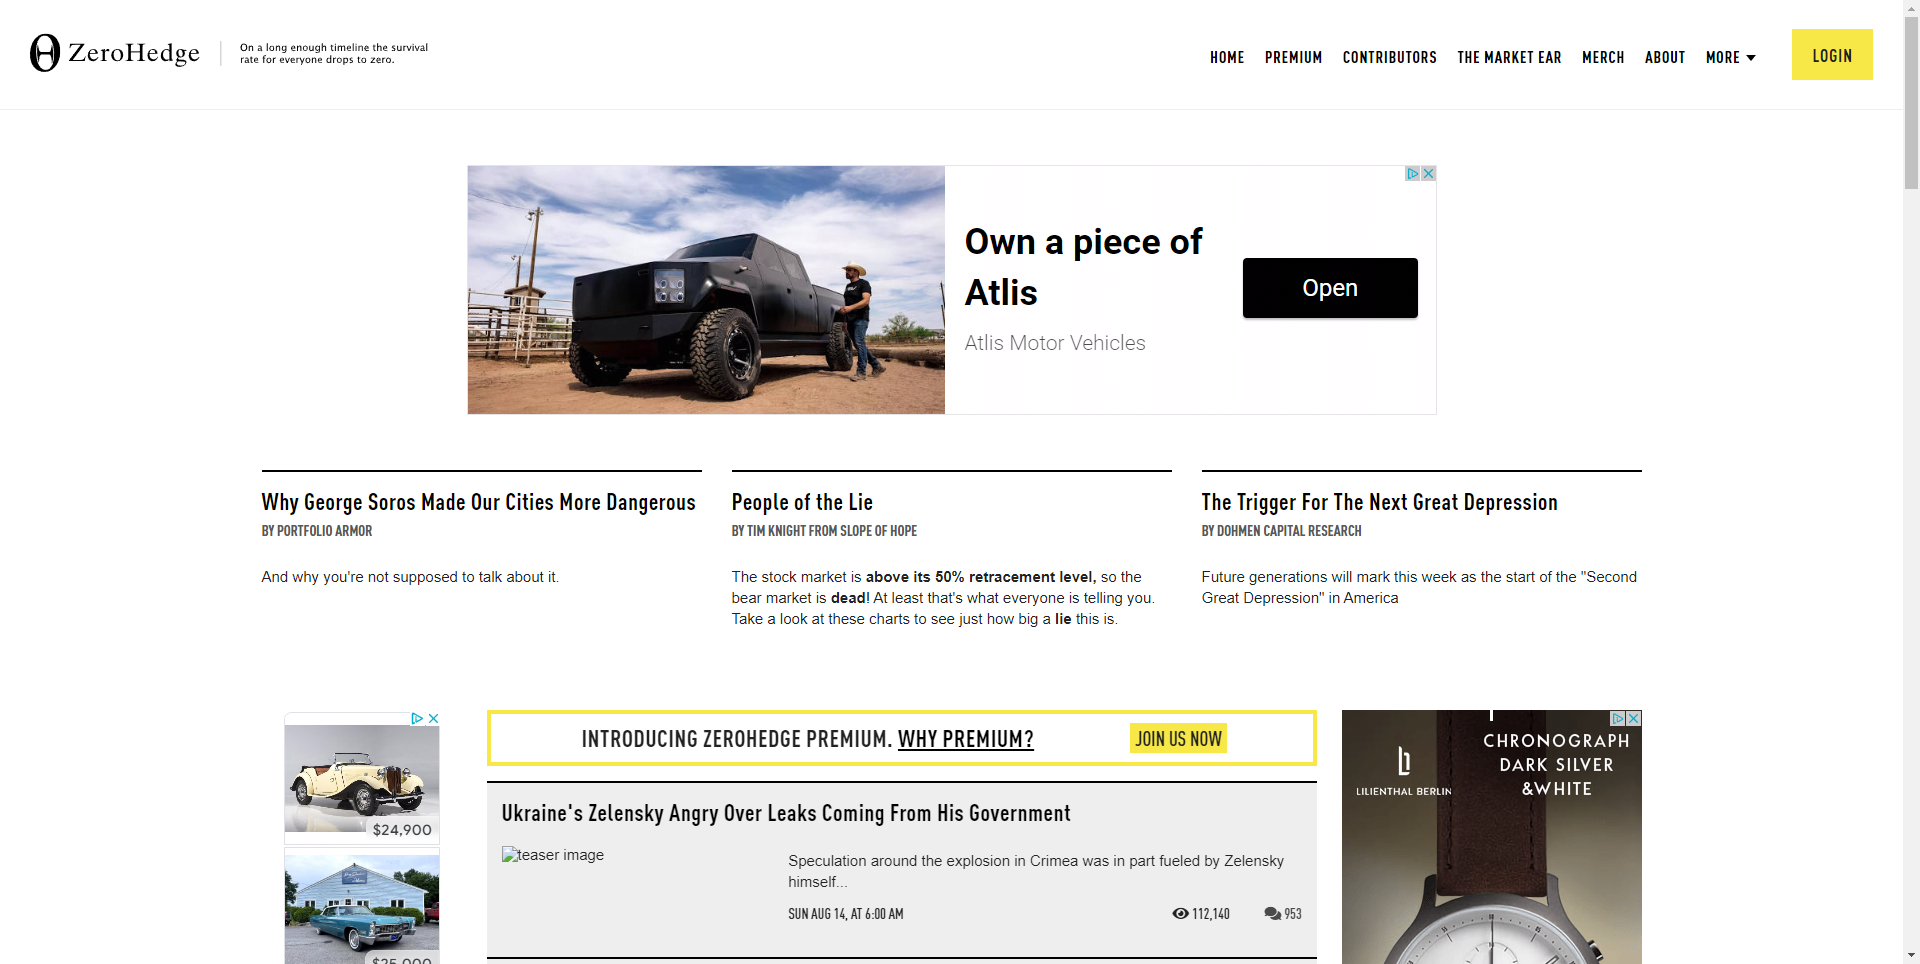 ZeroHedge
On a long enough timeline the survival
rate for everyone drops to zero.
HOME PREMIUM CONTRIBUTORS THE MARKET EAR MERCH ABOUT MORE
LOGIN
Own a piece of
Atlis
Atlis Motor Vehicles
Open
Why George Soros Made Our Cities More Dangerous
BY PORTFOLIO ARMOR
And why you're not supposed to talk about it.
People of the Lie
BY TIM KNIGHT FROM SLOPE OF HOPE
The stock market is above its 50% retracement level, so the
bear market is dead! At least that's what everyone is telling you.
Take a look at these charts to see just how big a lie this is.
The Trigger For The Next Great Depression
BY DOHMEN CAPITAL RESEARCH
Future generations will mark this week as the start of the "Second
Great Depression" in America
$24,900
$25,000
INTRODUCING ZEROHEDGE PREMIUM. WHY PREMIUM?
JOIN US NOW
Ukraine's Zelensky Angry Over Leaks Coming From His Government
teaser image
Speculation around the explosion in Crimea was in part fueled by Zelensky
himself...
SUN AUG 14, AT 6:00 AM
112,140
953
LILIENTHAL BERLIN
CHRONOGRAPH
DARK SILVER
&WHITE